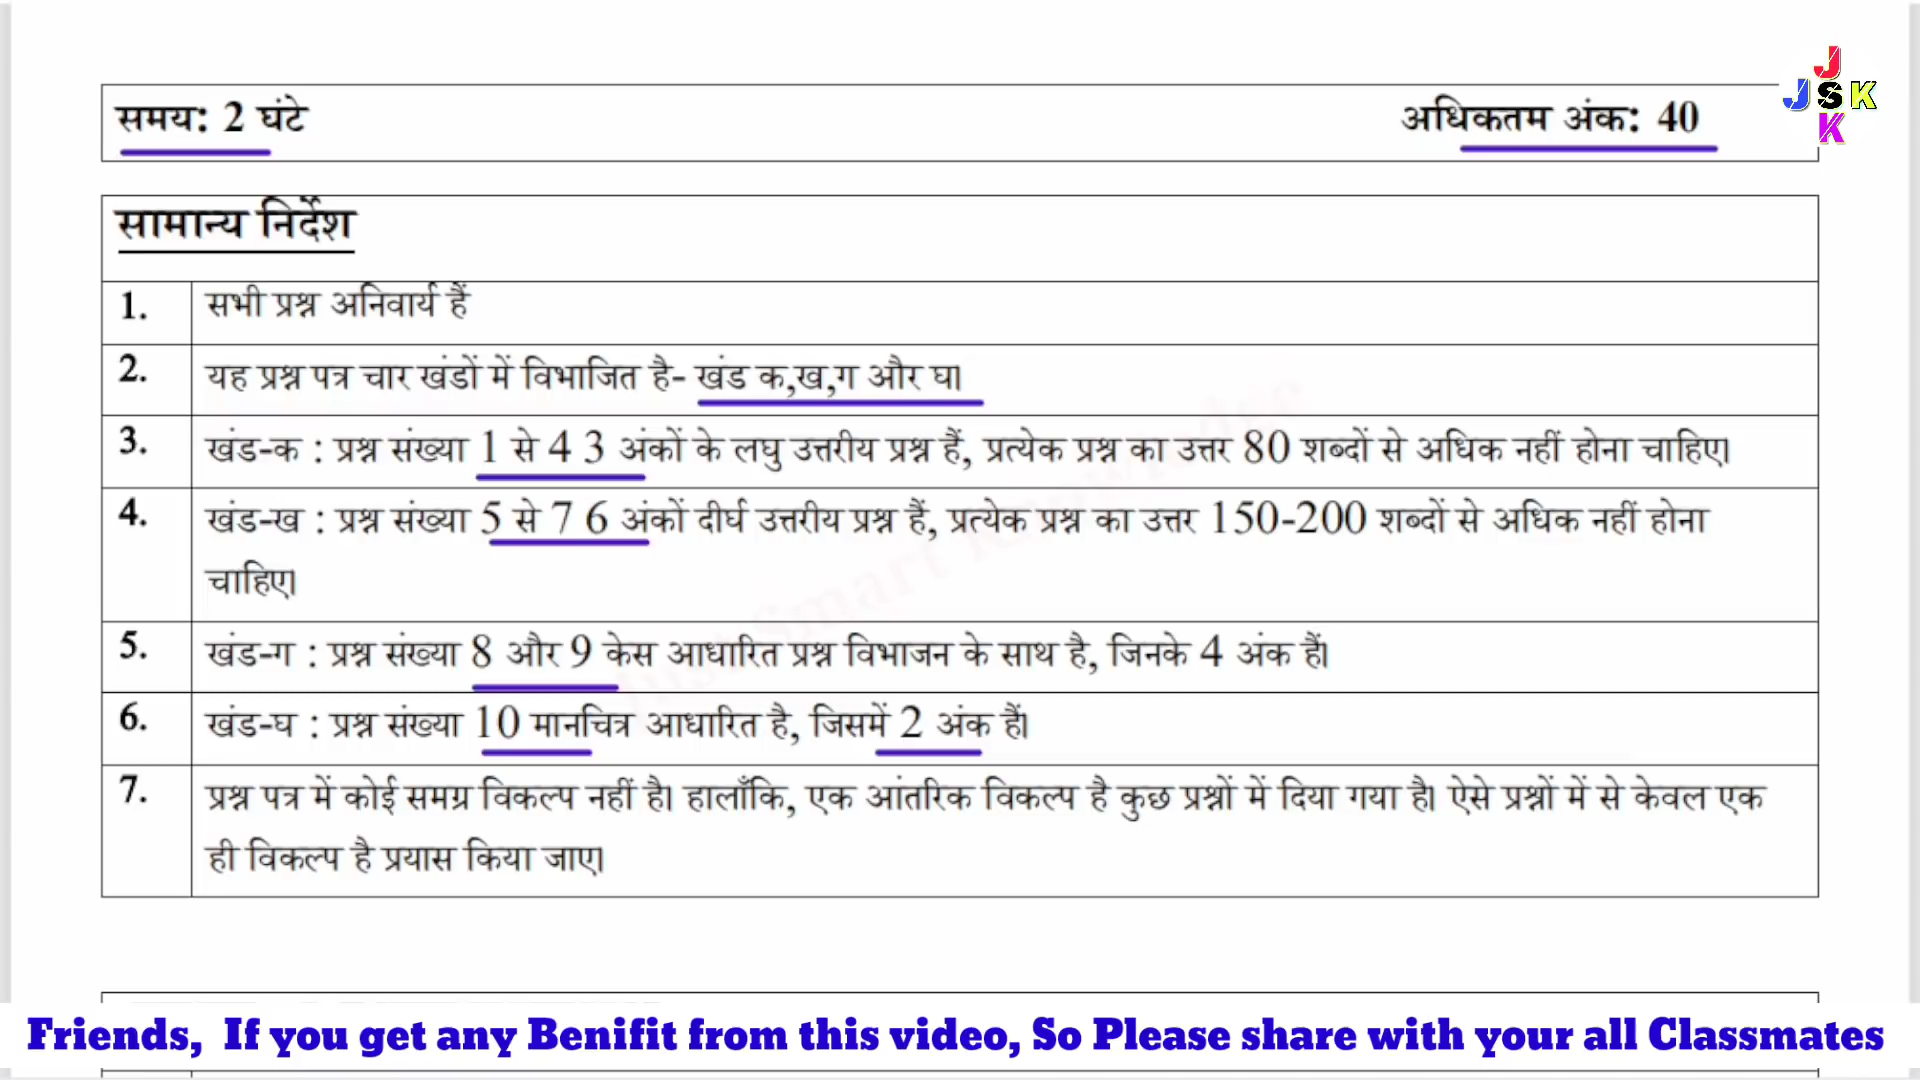 समय: 2 घंटे
अधिकतम अंक: 40
J
JSK
K
सामान्य निर्देश
1. सभी प्रश्न अनिवार्य हैं
2. यह प्रश्न पत्र चार खंडों में विभाजित है- खंड क,ख,ग और घ।
3. खंड-क : प्रश्न संख्या 1 से 4 3 अंकों के लघु उत्तरीय प्रश्न हैं, प्रत्येक प्रश्न का उत्तर 80 शब्दों से अधिक नहीं होना चाहिए।
4. खंड-ख : प्रश्न संख्या 5 से 7 6 अंकों दीर्घ उत्तरीय प्रश्न हैं, प्रत्येक प्रश्न का उत्तर 150-200 शब्दों से अधिक नहीं होना
चाहिए।
5. खंड-ग : प्रश्न संख्या 8 और 9 केस आधारित प्रश्न विभाजन के साथ है, जिनके 4 अंक हैं।
6. खंड-घ : प्रश्न संख्या 10 मानचित्र आधारित है, जिसमें 2 अंक हैं।
7. प्रश्न पत्र में कोई समग्र विकल्प नहीं है। हालाँकि, एक आंतरिक विकल्प है कुछ प्रश्नों में दिया गया है। ऐसे प्रश्नों में से केवल एक
ही विकल्प है प्रयास किया जाए।
Just Smart Knowledge
Friends, If you get any Benifit from this video, So Please share with your all Classmates